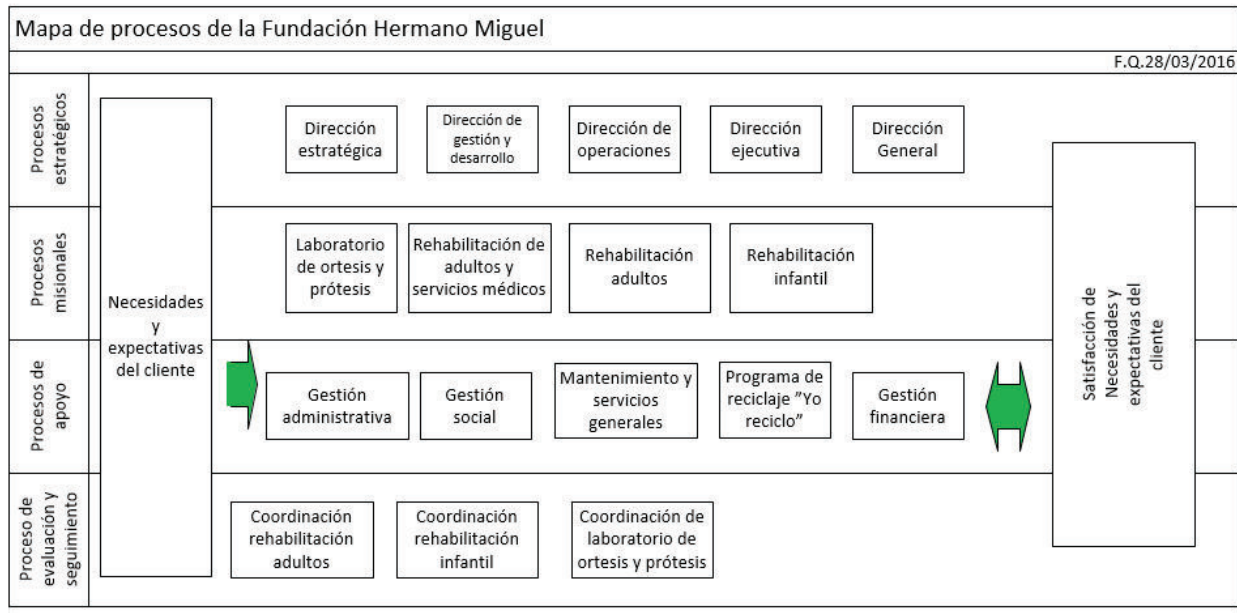 Mapa de procesos de la Fundación Hermano Miguel
F.Q.28/03/2016
Procesos
estratégicos
Dirección
estratégica
Dirección de
gestión y
desarrollo
Dirección de
operaciones
Dirección
ejecutiva
Dirección
General
Procesos
misionales
Laboratorio
de ortesis y
prótesis
Rehabilitación de
adultos y
servicios médicos
Rehabilitación
adultos
Rehabilitación
infantil
Necesidades
y
expectativas
del cliente
Satisfacción de
Necesidades y
expectativas del
cliente
Procesos de
apoyo
Gestión
administrativa
Gestión
social
Mantenimiento y
servicios
generales
Programa de
reciclaje ”Yo
reciclo”
Gestión
financiera
Proceso de
evaluación y
seguimiento
Coordinación
rehabilitación
adultos
Coordinación
rehabilitación
infantil
Coordinación de
laboratorio de
ortesis y prótesis